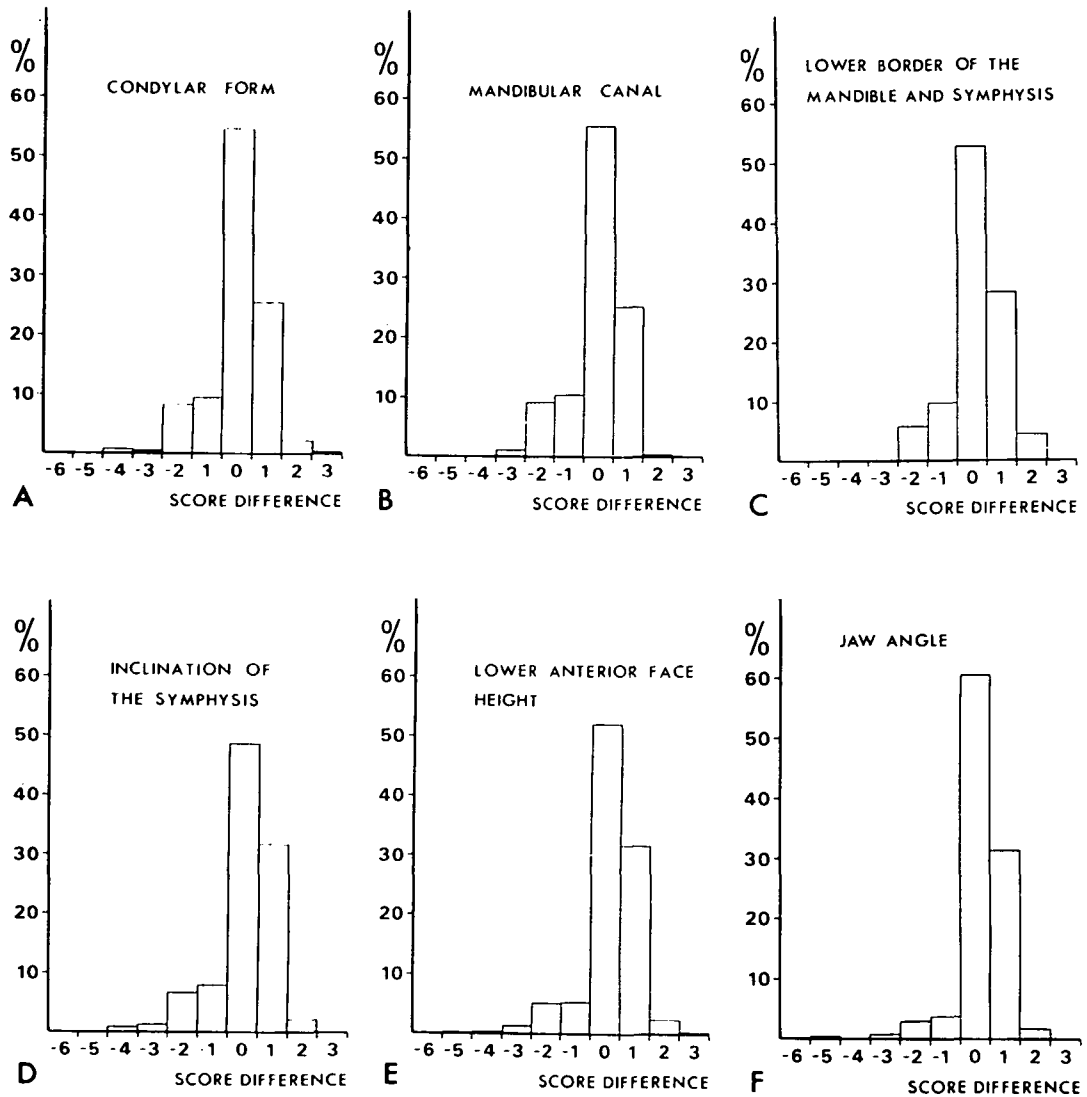 %
CONDYLAR FORM
60
50
40
30
20
10
-6 -5 -4 -3 -2 -1 0 1 2 3
A
SCORE DIFFERENCE
%
MANDIBULAR CANAL
60
50
40
30
20
10
-6 -5 -4 -3 -2 -1 0 1 2 3
B
SCORE DIFFERENCE
%
LOWER BORDER OF THE
MANDIBLE AND SYMPHYSIS
60
50
40
30
20
10
-6 -5 -4 -3 -2 -1 0 1 2 3
C
SCORE DIFFERENCE
%
INCLINATION OF
THE SYMPHYSIS
60
50
40
30
20
10
-6 -5 -4 -3 -2 -1 0 1 2 3
D
SCORE DIFFERENCE
%
LOWER ANTERIOR FACE
HEIGHT
60
50
40
30
20
10
-6 -5 -4 -3 -2 -1 0 1 2 3
E
SCORE DIFFERENCE
%
JAW ANGLE
60
50
40
30
20
10
-6 -5 -4 -3 -2 -1 0 1 2 3
F
SCORE DIFFERENCE